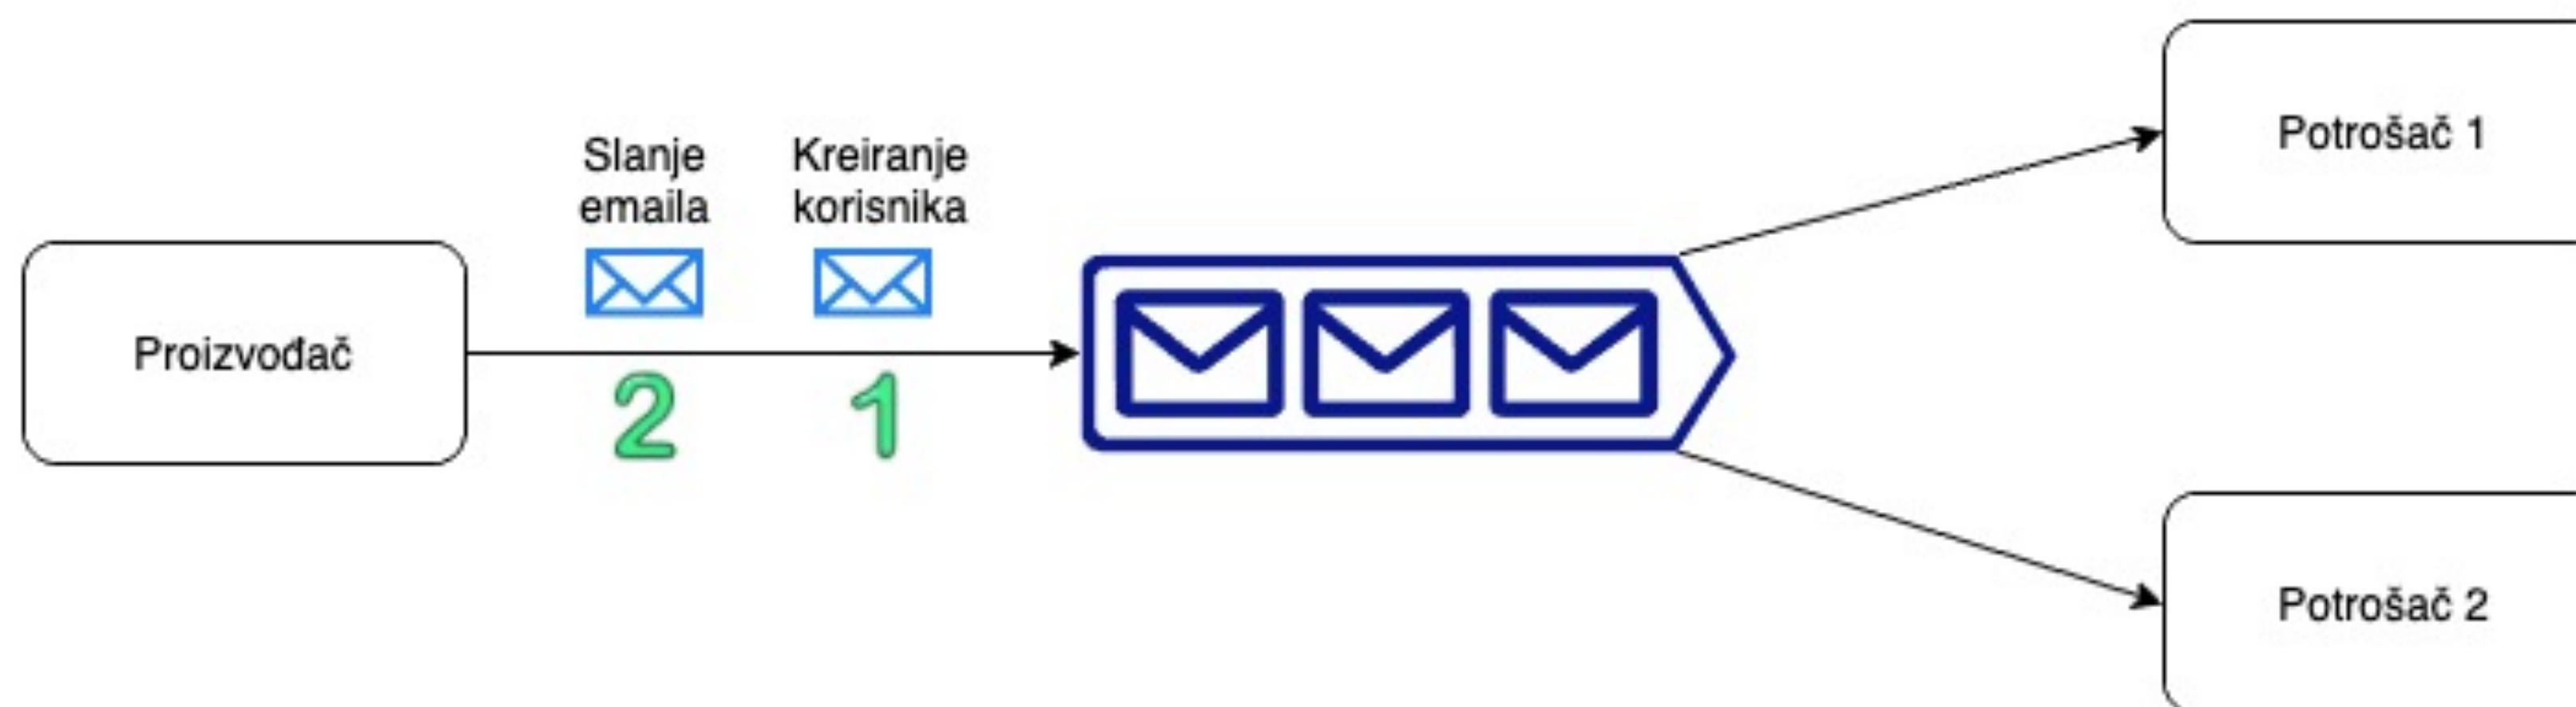 Slanje
emaila
Kreiranje
korisnika
Proizvođač
2
1
Potrošač 1
Potrošač 2